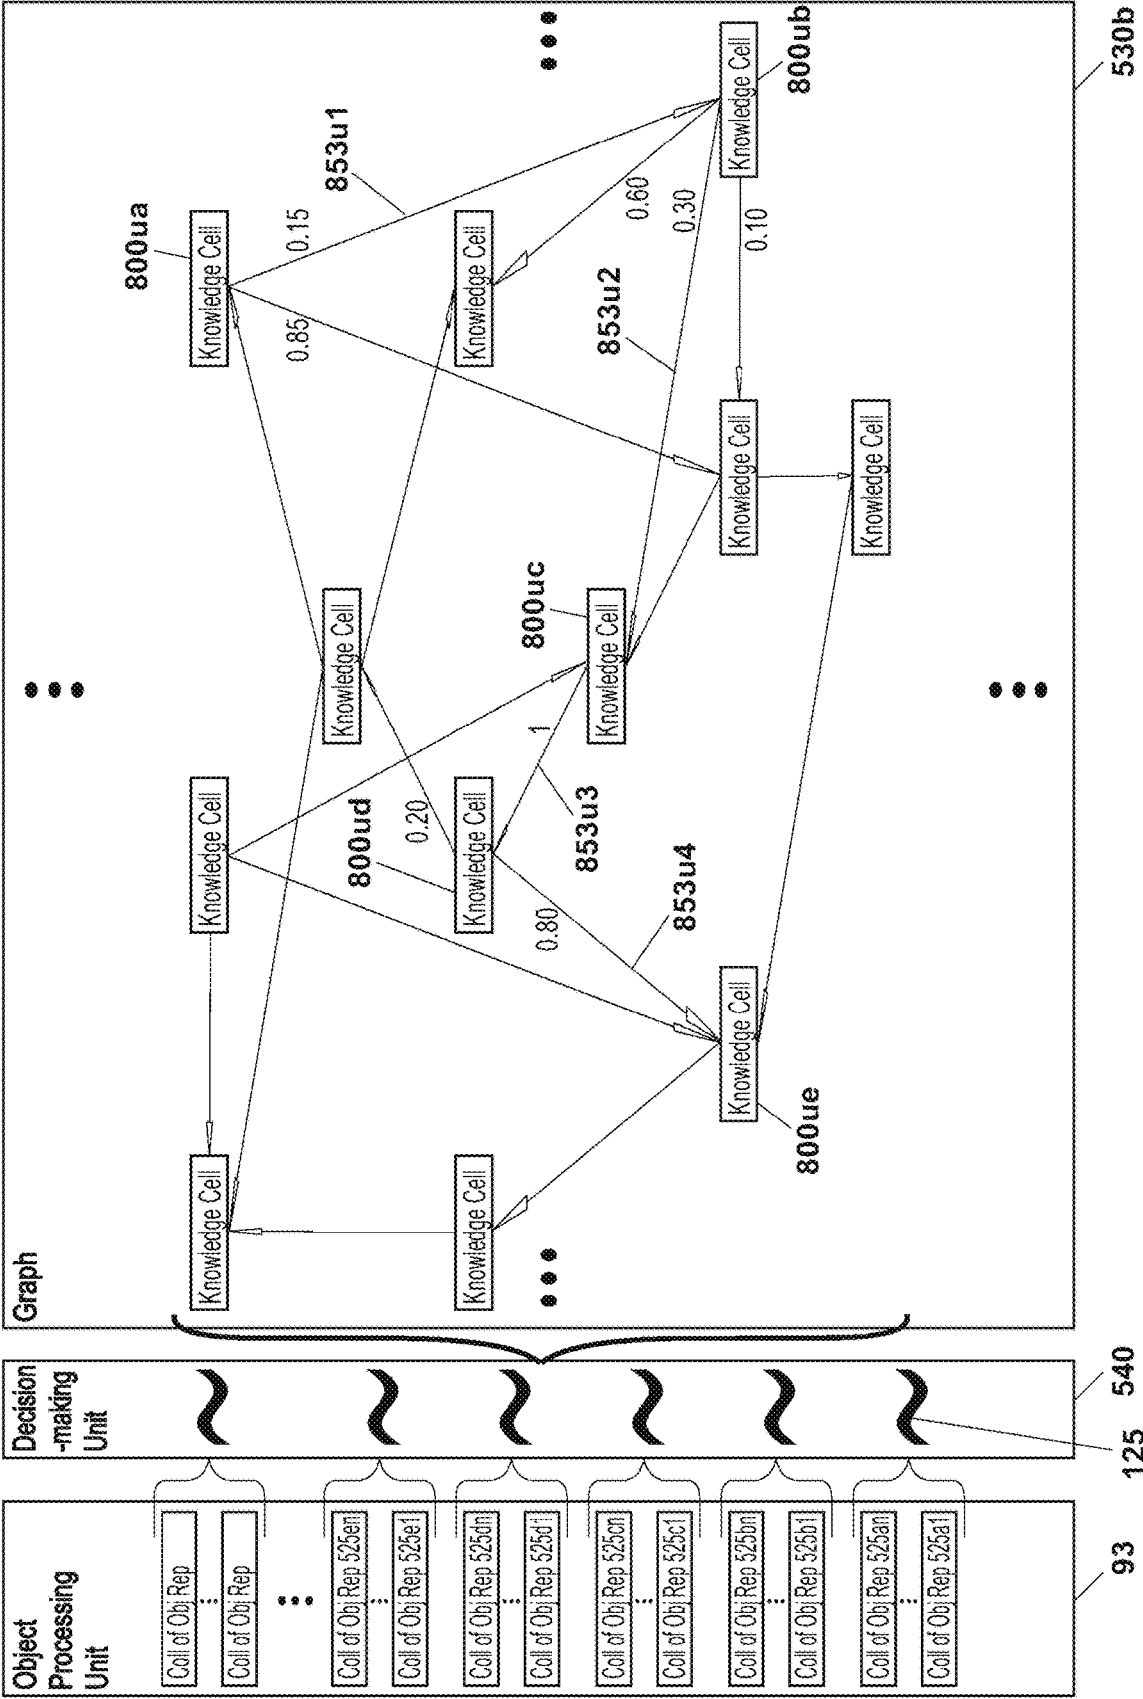 Object
Processing
Unit
Coll of Obj Rep
...
Coll of Obj Rep
...
Coll of Obj Rep 525en
...
Coll of Obj Rep 525e1
Coll of Obj Rep 525dn
...
Coll of Obj Rep 525d1
Coll of Obj Rep 525cn
...
Coll of Obj Rep 525c1
Coll of Obj Rep 525bn
...
Coll of Obj Rep 525b1
Coll of Obj Rep 525an
...
Coll of Obj Rep 525a1
93
Decision
-making
Unit
125
540
Graph
Knowledge Cell
Knowledge Cell
Knowledge Cell
800ue
Knowledge Cell
Knowledge Cell
800ud
0.20
0.80
853u4
853u3
1
Knowledge Cell
Knowledge Cell
800uc
Knowledge Cell
Knowledge Cell
853u2
Knowledge Cell
800ua
0.85
0.15
853u1
Knowledge Cell
0.60
0.30
0.10
Knowledge Cell
800ub
530b